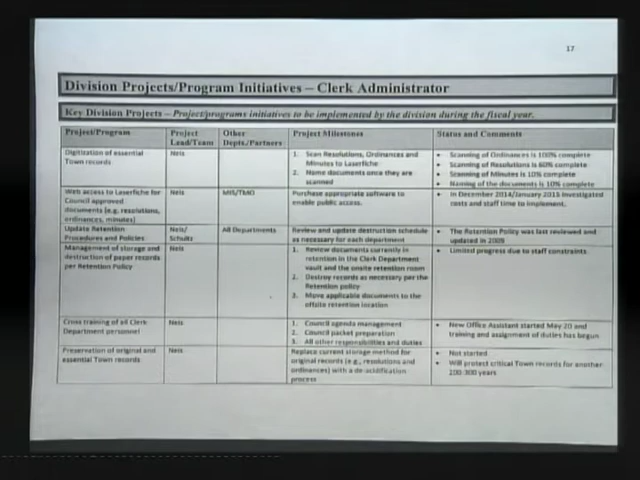 17
Division Projects/Program Initiatives – Clerk Administrator
Key Division Projects – Project/programs initiatives to be implemented by the division during the fiscal year.
Project/Program
Project Lead/Team
Other Depts./Partners
Project Milestones
Status and Comments
Digitization of essential
Town records
Neis
1. Scan Resolutions, Ordinances and
Minutes to Laserfiche
2. Name documents once they are
scanned
• Scanning of Ordinances is 100% complete
• Scanning of Resolutions is 60% complete
• Scanning of Minutes is 10% complete
• Naming of the documents is 10% complete
Web access to Laserfiche for
Council approved
documents (e.g. resolutions,
ordinances, minutes)
Neis
MIS/TMO
Purchase appropriate software to
enable public access.
• In December 2014/January 2015 investigated
costs and staff time to implement.
Update Retention
Procedures and Policies
Neis/
Schultz
All Departments
Review and update destruction schedule
as necessary for each department
• The Retention Policy was last reviewed and
updated in 2009
Management of storage and
destruction of paper records
per Retention Policy
Neis
1. Review documents currently in
retention in the Clerk Department
vault and the onsite retention room
2. Destroy records as necessary per the
Retention policy
3. Move applicable documents to the
offsite retention location
• Limited progress due to staff constraints
Cross training of all Clerk
Department personnel
Neis
1. Council agenda management
2. Council packet preparation
3. All other responsibilities and duties
• New Office Assistant started May 20 and
training and assignment of duties has begun
Preservation of original and
essential Town records
Neis
Replace current storage method for
original records (e.g., resolutions and
ordinances) with a de-acidification
process
• Not started
• Will protect critical Town records for another
200-300 years